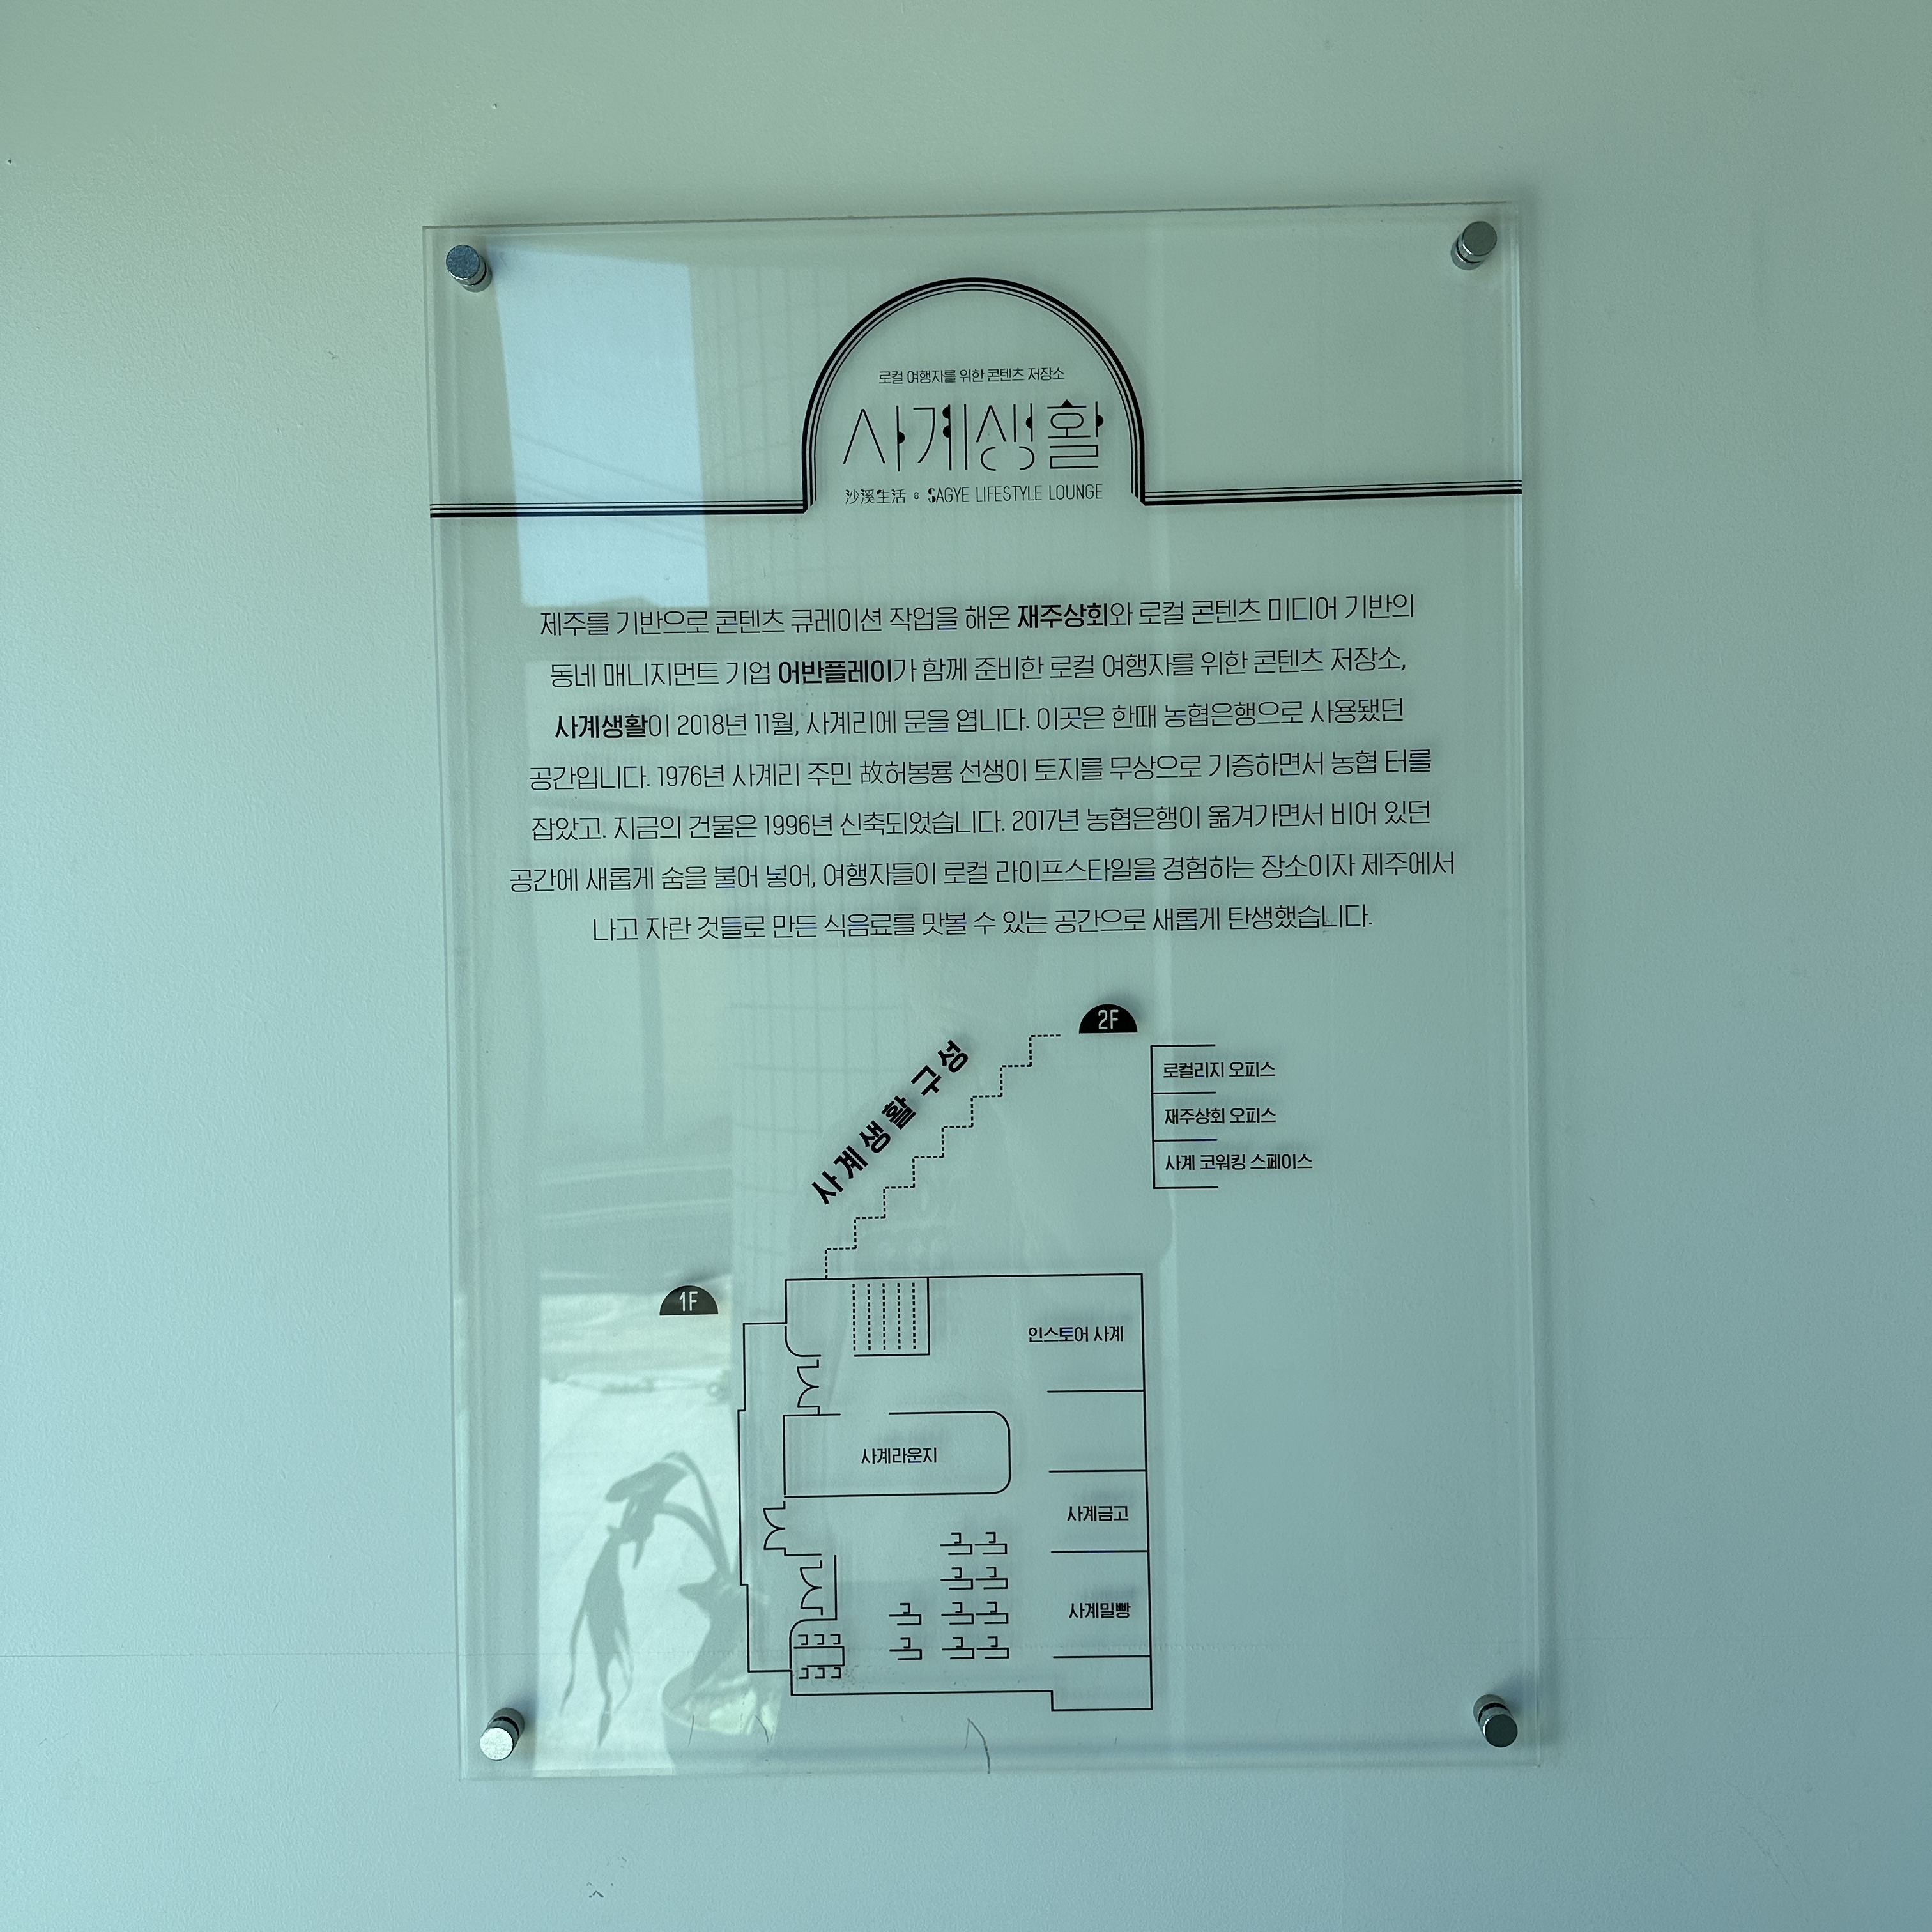 로컬 여행자를 위한 콘텐츠 저장소
사계생활
沙溪生活 SAGYE LIFESTYLE LOUNGE
제주를 기반으로 콘텐츠 큐레이션 작업을 해온 재주상회와 로컬 콘텐츠 미디어 기반의
동네 매니지먼트 기업 어반플레이가 함께 준비한 로컬 여행자를 위한 콘텐츠 저장소,
사계생활이 2018년 11월, 사계리에 문을 엽니다. 이곳은 한때 농협은행으로 사용됐던
공간입니다. 1976년 사계리 주민 故허봉룡 선생이 토지를 무상으로 기증하면서 농협 터를
잡았고. 지금의 건물은 1996년 신축되었습니다. 2017년 농협은행이 옮겨가면서 비어 있던
공간에 새롭게 숨을 불어 넣어, 여행자들이 로컬 라이프스타일을 경험하는 장소이자 제주에서
나고 자란 것들로 만든 식음료를 맛볼 수 있는 공간으로 새롭게 탄생했습니다.
사계생활 구성
2F
로컬리지 오피스
재주상회 오피스
사계 코워킹 스페이스
1F
인스토어 사계
사계라운지
사계금고
사계밀빵